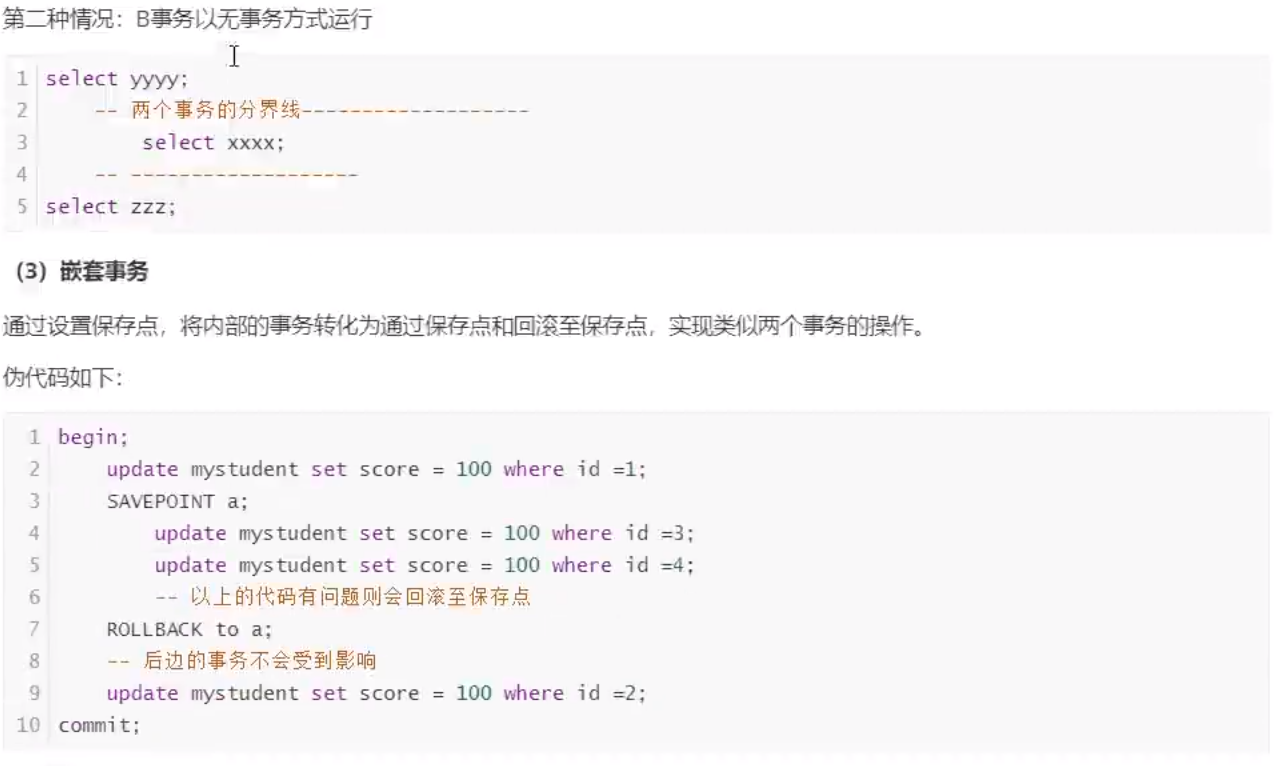 第二种情况：B事务以无事务方式运行
1 select yyyy;
2 -- 两个事务的分界线-------------------
3 select xxxx;
4 -- -------------------
5 select zzz;
（3）嵌套事务
通过设置保存点，将内部的事务转化为通过保存点和回滚至保存点，实现类似两个事务的操作。
伪代码如下：
1 begin;
2 update mystudent set score = 100 where id =1;
3 SAVEPOINT a;
4 update mystudent set score = 100 where id =3;
5 update mystudent set score = 100 where id =4;
6 -- 以上的代码有问题则会回滚至保存点
7 ROLLBACK to a;
8 -- 后边的事务不会受到影响
9 update mystudent set score = 100 where id =2;
10 commit;